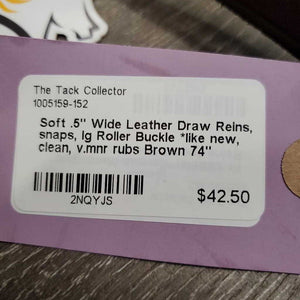 The Tack Collector
1005159-152
Soft .5" Wide Leather Draw Reins,
snaps, lg Roller Buckle *like new,
clean, v.mnr rubs Brown 74"
2NQYJS
$42.50